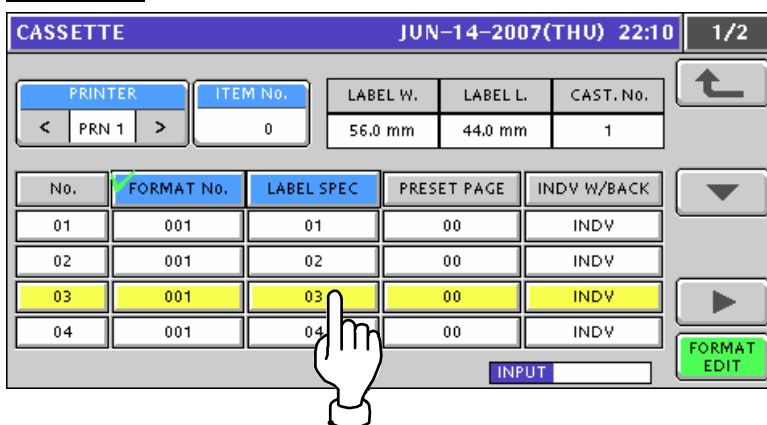 CASSETTE JUN-14-2007(THU) 22:10 1/2
PRINTER ITEM No. LABEL W. LABEL L. CAST. No.
< PRN 1 > 0 56.0 mm 44.0 mm 1
No. FORMAT No. LABEL SPEC PRESET PAGE INDV W/BACK
01 001 01 00 INDV
02 001 02 00 INDV
03 001 03 00 INDV
04 001 04 00 INDV
INPUT
FORMAT
EDIT